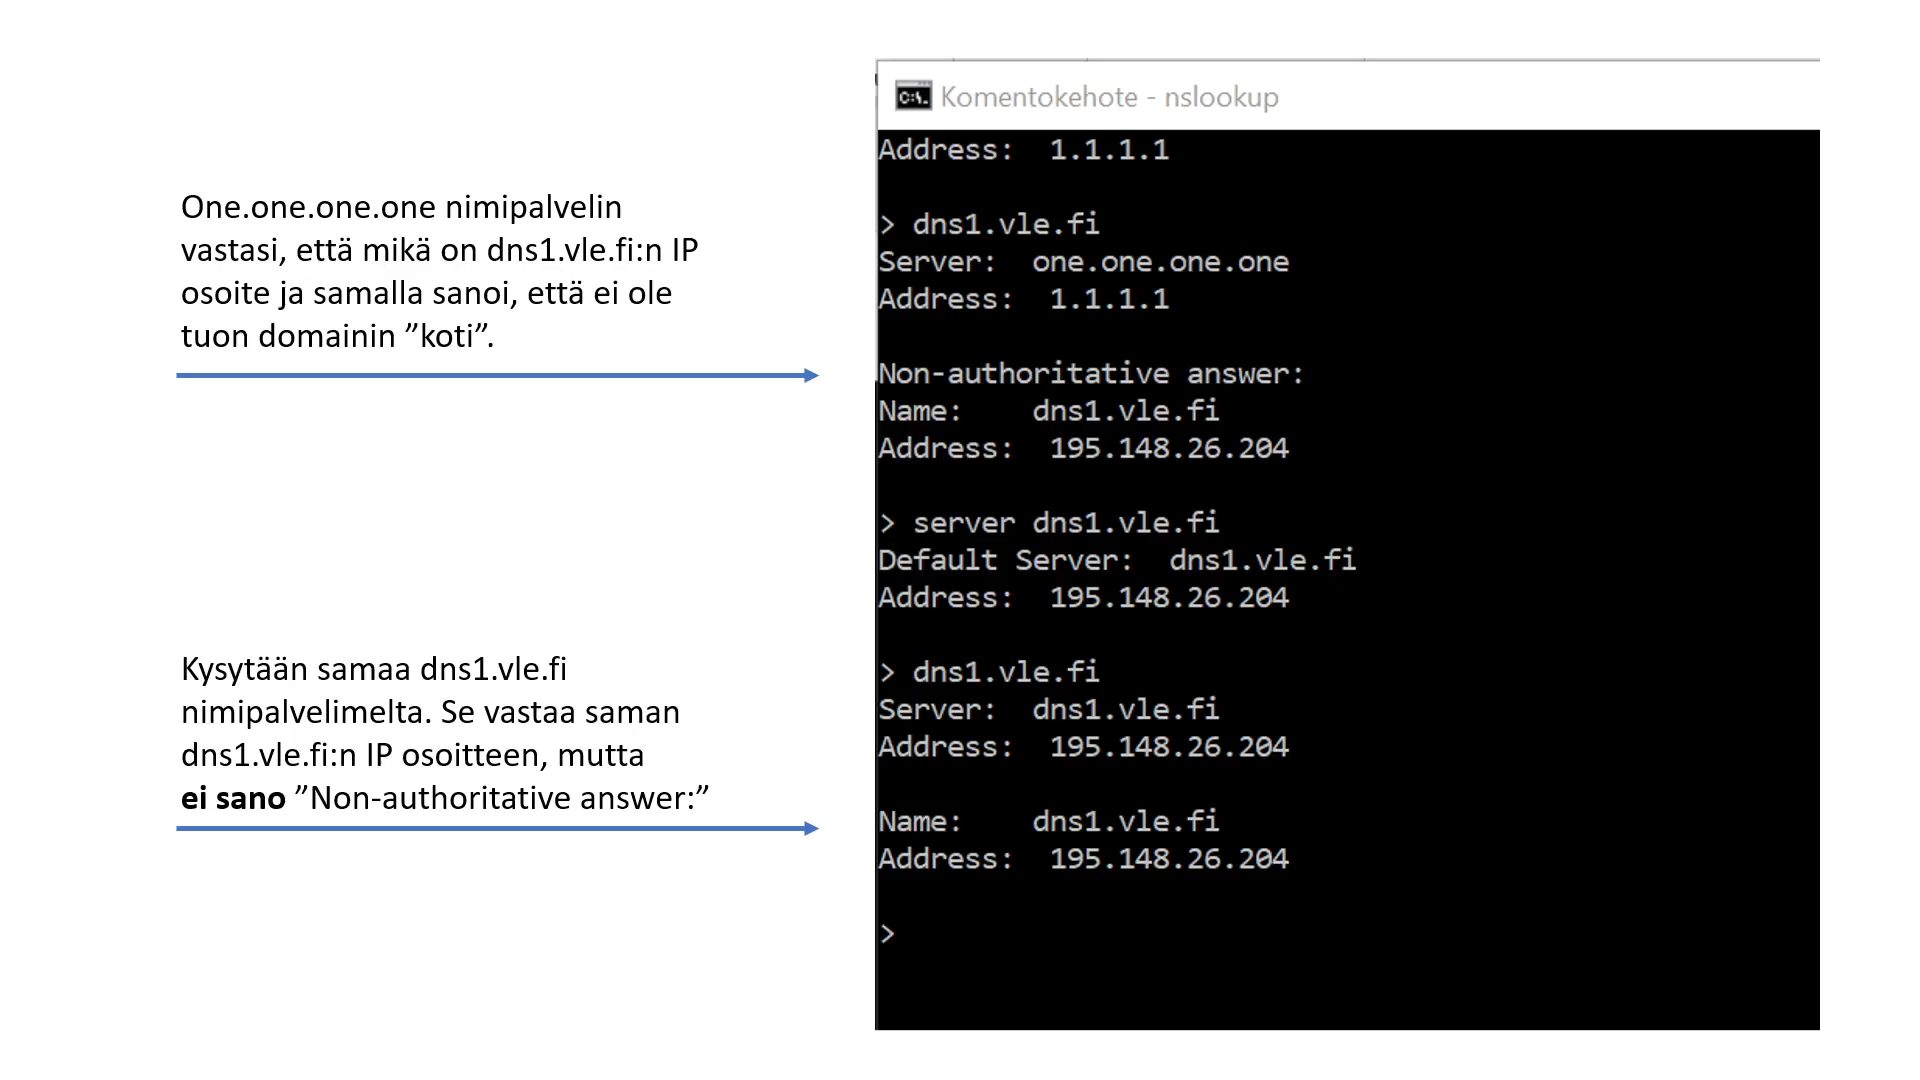 One.one.one.one nimipalvelin
vastasi, että mikä on dns1.vle.fi:n IP
osoite ja samalla sanoi, että ei ole
tuon domainin ”koti”.
Kysytään samaa dns1.vle.fi
nimipalvelimelta. Se vastaa saman
dns1.vle.fi:n IP osoitteen, mutta
ei sano ”Non-authoritative answer:”
C:\.
Komentokehote - nslookup
Address:  1.1.1.1
> dns1.vle.fi
Server:  one.one.one.one
Address:  1.1.1.1
Non-authoritative answer:
Name:    dns1.vle.fi
Address:  195.148.26.204
> server dns1.vle.fi
Default Server:  dns1.vle.fi
Address:  195.148.26.204
> dns1.vle.fi
Server:  dns1.vle.fi
Address:  195.148.26.204
Name:    dns1.vle.fi
Address:  195.148.26.204
>